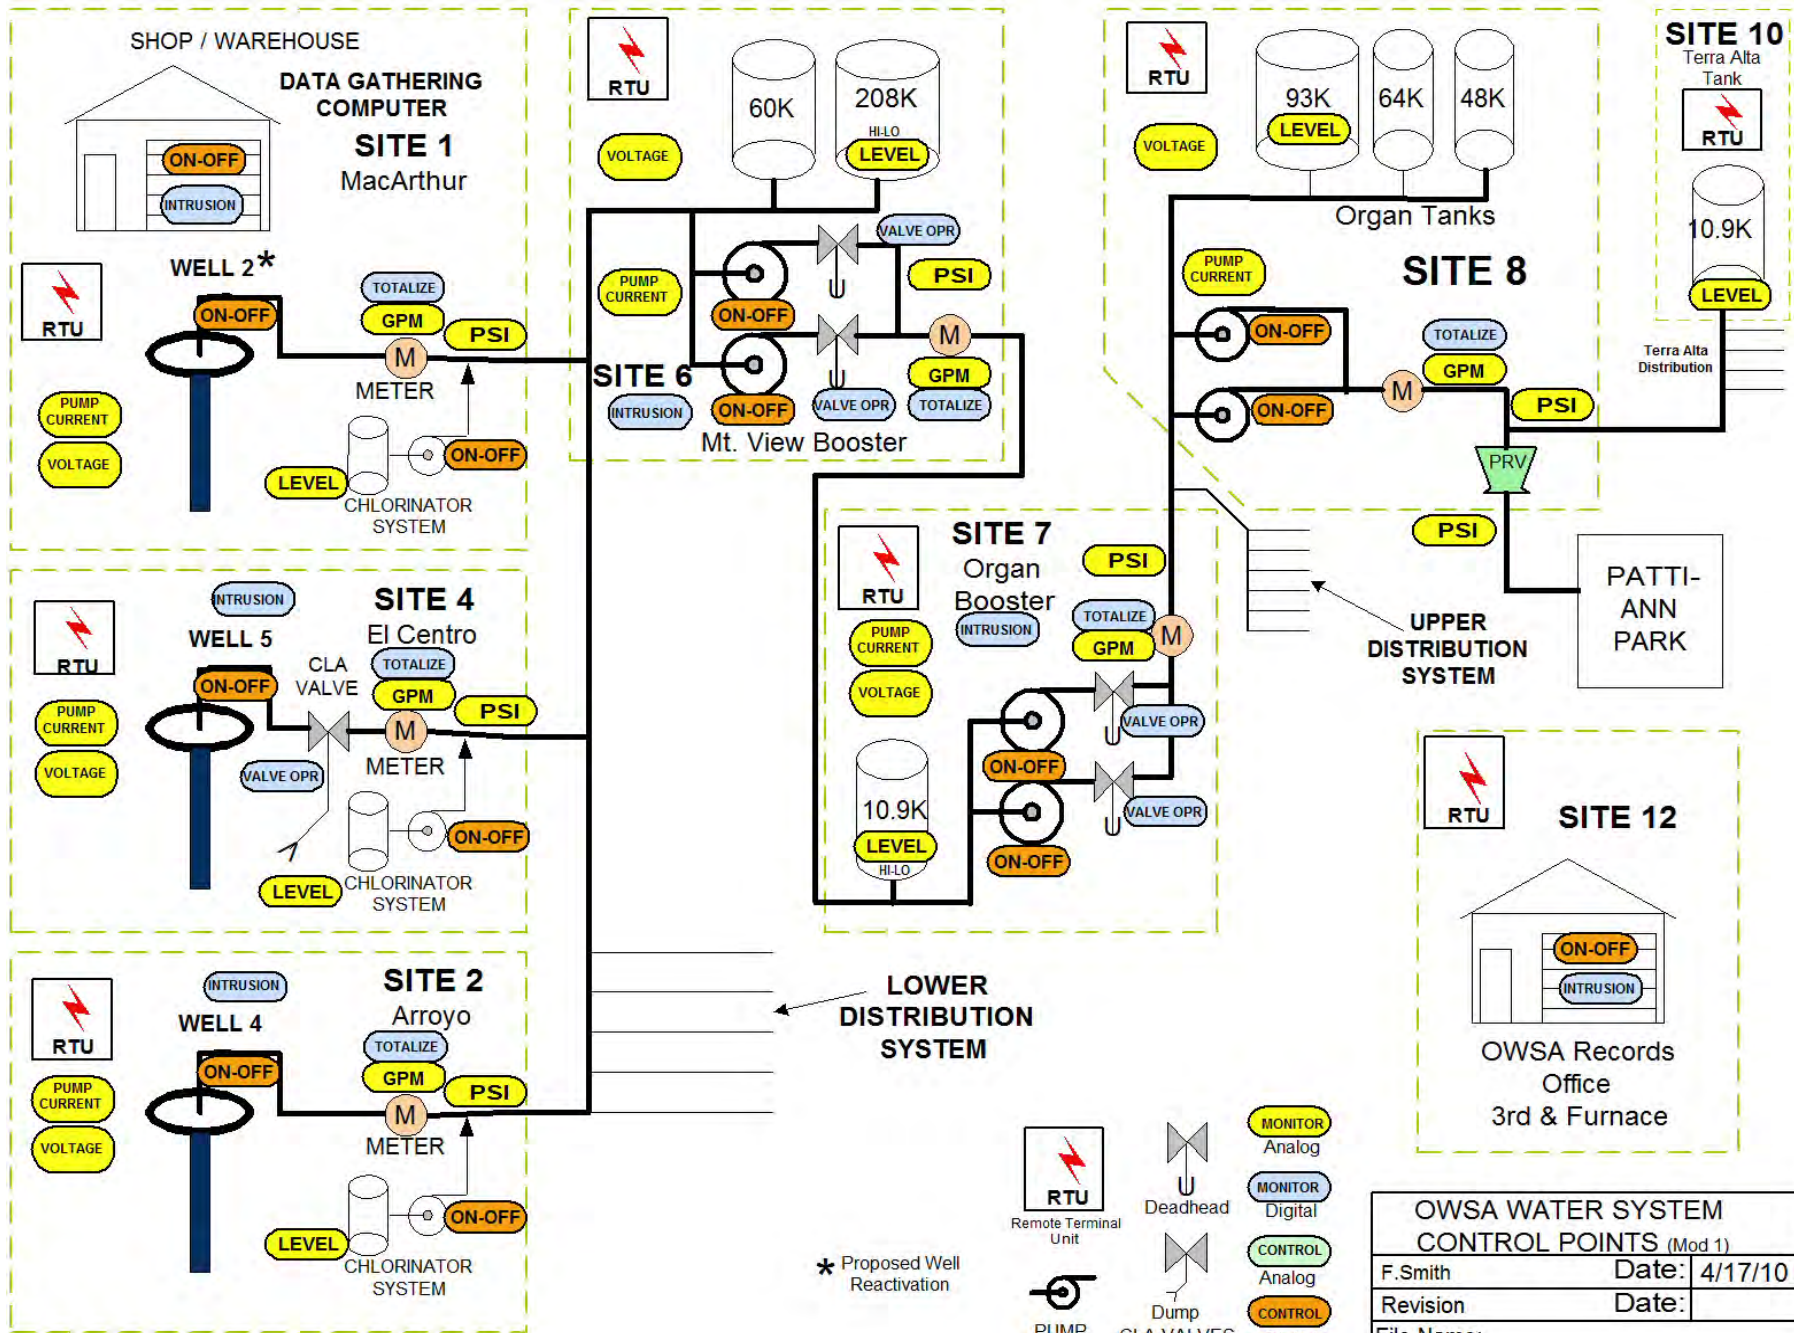 SHOP / WAREHOUSE
DATA GATHERING
COMPUTER
SITE 1
MacArthur
ON-OFF
INTRUSION
WELL 2*
RTU
ON-OFF
TOTALIZE
GPM
PSI
M
METER
PUMP
CURRENT
VOLTAGE
LEVEL
ON-OFF
CHLORINATOR
SYSTEM
INTRUSION
SITE 4
El Centro
RTU
WELL 5
ON-OFF
CLA
VALVE
TOTALIZE
GPM
PSI
M
METER
PUMP
CURRENT
VOLTAGE
VALVE OPR
ON-OFF
LEVEL
CHLORINATOR
SYSTEM
INTRUSION
SITE 2
Arroyo
RTU
WELL 4
ON-OFF
TOTALIZE
GPM
PSI
M
METER
PUMP
CURRENT
VOLTAGE
ON-OFF
LEVEL
CHLORINATOR
SYSTEM
RTU
VOLTAGE
60K
208K
HI-LO
LEVEL
VALVE OPR
PUMP
CURRENT
PSI
ON-OFF
M
SITE 6
GPM
INTRUSION
ON-OFF
VALVE OPR
TOTALIZE
Mt. View Booster
RTU
VOLTAGE
93K
LEVEL
64K
48K
Organ Tanks
PUMP
CURRENT
SITE 8
ON-OFF
ON-OFF
TOTALIZE
GPM
M
PSI
PRV
PSI
PATTI-
ANN
PARK
SITE 10
Terra Alta
Tank
RTU
10.9K
LEVEL
Terra Alta
Distribution
SITE 7
Organ
Booster
RTU
PSI
INTRUSION
TOTALIZE
GPM
M
PUMP
CURRENT
VOLTAGE
VALVE OPR
ON-OFF
10.9K
LEVEL
HI-LO
VALVE OPR
ON-OFF
UPPER
DISTRIBUTION
SYSTEM
LOWER
DISTRIBUTION
SYSTEM
RTU
SITE 12
ON-OFF
INTRUSION
OWSA Records
Office
3rd & Furnace
* Proposed Well
Reactivation
RTU
Remote Terminal
Unit
PUMP
Deadhead
Dump
CLA VALVES
MONITOR
Analog
MONITOR
Digital
CONTROL
Analog
CONTROL
OWSA WATER SYSTEM
CONTROL POINTS (Mod 1)
F.Smith Date: 4/17/10
Revision Date:
File Name: